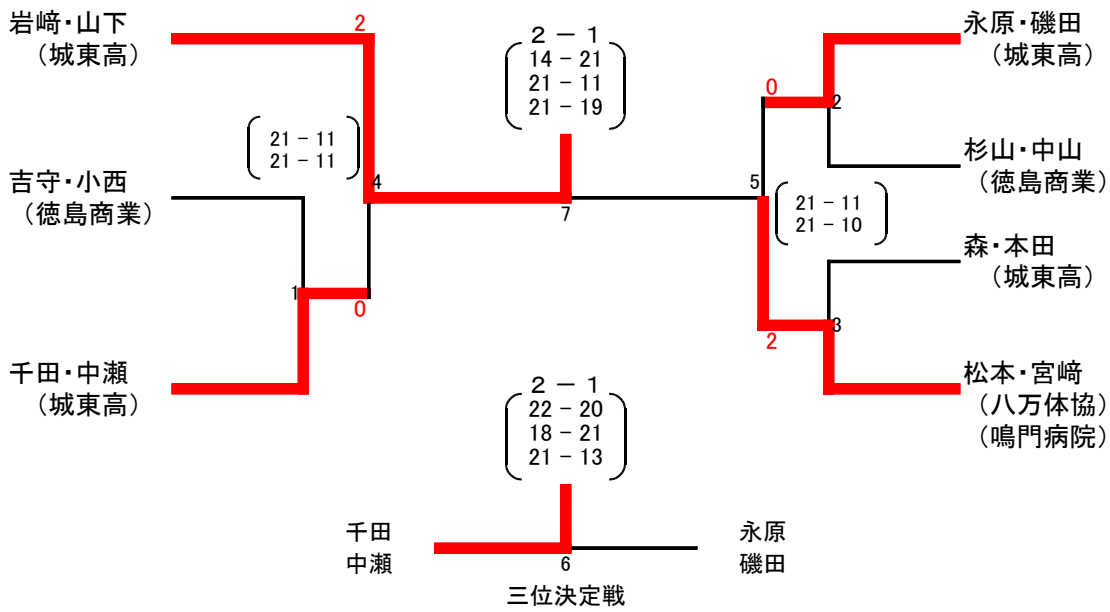 岩﨑・山下
（城東高）
2
21 - 11
21 - 11
4
吉守・小西
（徳島商業）
1
0
千田・中瀬
（城東高）
2 - 1
14 - 21
21 - 11
21 - 19
7
永原・磯田
（城東高）
0
2
杉山・中山
（徳島商業）
5
21 - 11
21 - 10
森・本田
（城東高）
3
2
松本・宮﨑
（八万体協）
（鳴門病院）
2 - 1
22 - 20
18 - 21
21 - 13
千田
中瀬
6
永原
磯田
三位決定戦